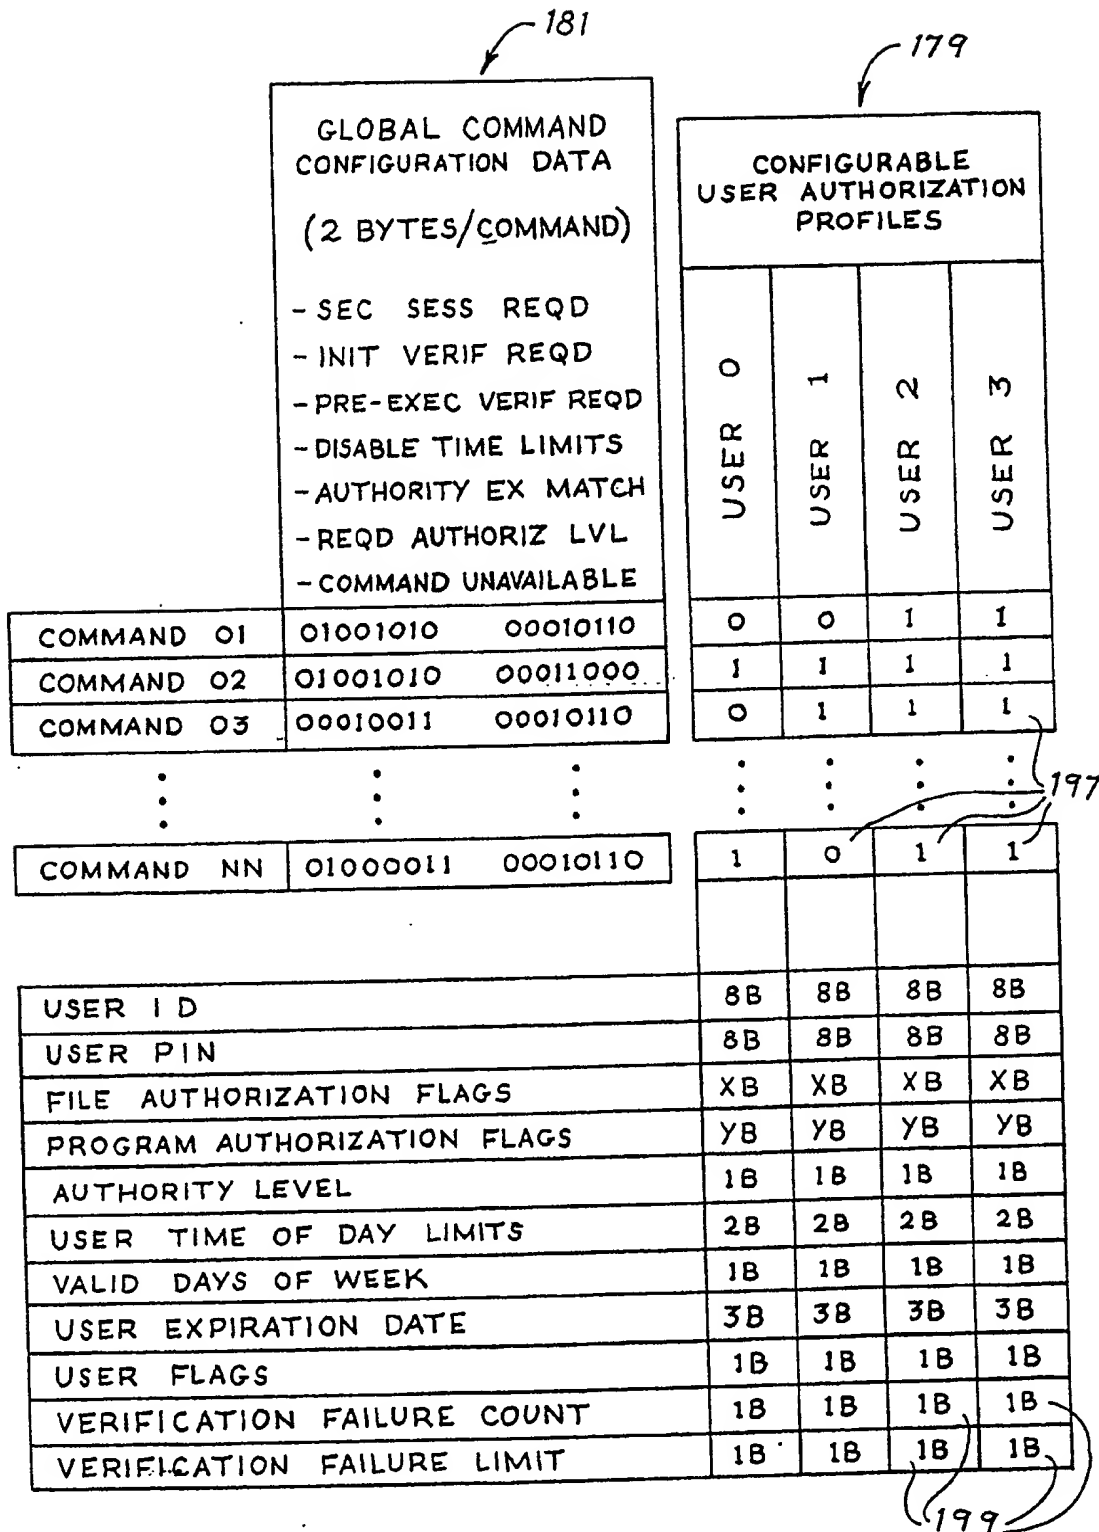 181
179
GLOBAL COMMAND
CONFIGURATION DATA
(2 BYTES/COMMAND)
- SEC SESS REQD
- INIT VERIF REQD
- PRE-EXEC VERIF REQD
- DISABLE TIME LIMITS
- AUTHORITY EX MATCH
- REQD AUTHORIZ LVL
- COMMAND UNAVAILABLE
CONFIGURABLE
USER AUTHORIZATION
PROFILES
USER 0
USER 1
USER 2
USER 3
COMMAND 01 01001010 00010110 0 0 1 1
COMMAND 02 01001010 00011000 1 1 1 1
COMMAND 03 00010011 00010110 0 1 1 1
197
COMMAND NN 01000011 00010110 1 0 1 1
USER ID 8B 8B 8B 8B
USER PIN 8B 8B 8B 8B
FILE AUTHORIZATION FLAGS XB XB XB XB
PROGRAM AUTHORIZATION FLAGS YB YB YB YB
AUTHORITY LEVEL 1B 1B 1B 1B
USER TIME OF DAY LIMITS 2B 2B 2B 2B
VALID DAYS OF WEEK 1B 1B 1B 1B
USER EXPIRATION DATE 3B 3B 3B 3B
USER FLAGS 1B 1B 1B 1B
VERIFICATION FAILURE COUNT 1B 1B 1B 1B
VERIFICATION FAILURE LIMIT 1B 1B 1B 1B
199